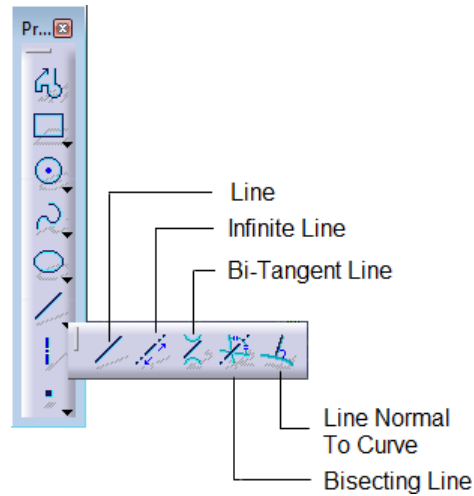 Pr...
Line
Infinite Line
Bi-Tangent Line
Line Normal
To Curve
Bisecting Line